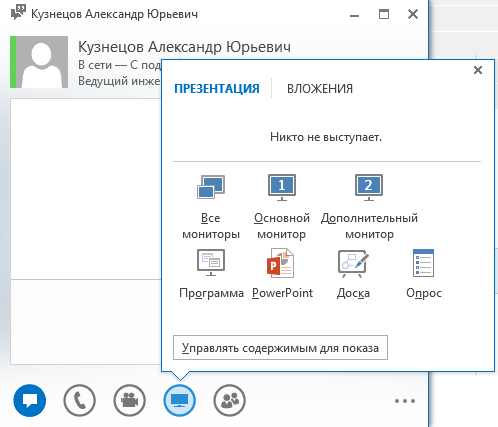 Кузнецов Александр Юрьевич
Кузнецов Александр Юрьевич
В сети — С под
Ведущий инже
ПРЕЗЕНТАЦИЯ ВЛОЖЕНИЯ
Никто не выступает.
1 2
Все мониторы
Основной монитор
Дополнительный монитор
Программа PowerPoint Доска Опрос
Управлять содержимым для показа